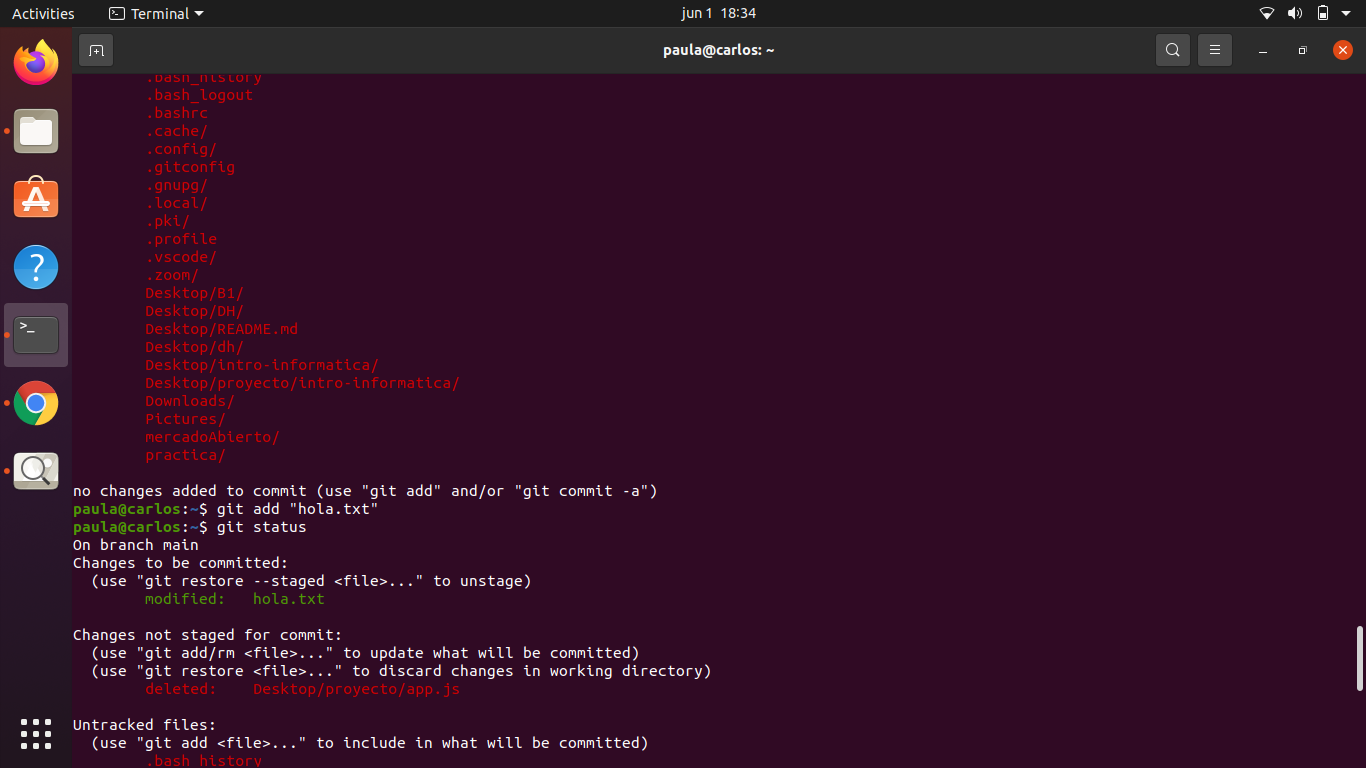 Activities
Terminal
jun 1 18:34
paula@carlos: ~
.bash_history
.bash_logout
.bashrc
.cache/
.config/
.gitconfig
.gnupg/
.local/
.pki/
.profile
.vscode/
.zoom/
Desktop/B1/
Desktop/DH/
Desktop/README.md
Desktop/dh/
Desktop/intro-informatica/
Desktop/proyecto/intro-informatica/
Downloads/
Pictures/
mercadoAbierto/
practica/
no changes added to commit (use "git add" and/or "git commit -a")
paula@carlos:~$ git add "hola.txt"
paula@carlos:~$ git status
On branch main
Changes to be committed:
(use "git restore --staged <file>..." to unstage)
modified: hola.txt
Changes not staged for commit:
(use "git add/rm <file>..." to update what will be committed)
(use "git restore <file>..." to discard changes in working directory)
deleted: Desktop/proyecto/app.js
Untracked files:
(use "git add <file>..." to include in what will be committed)
.bash_history